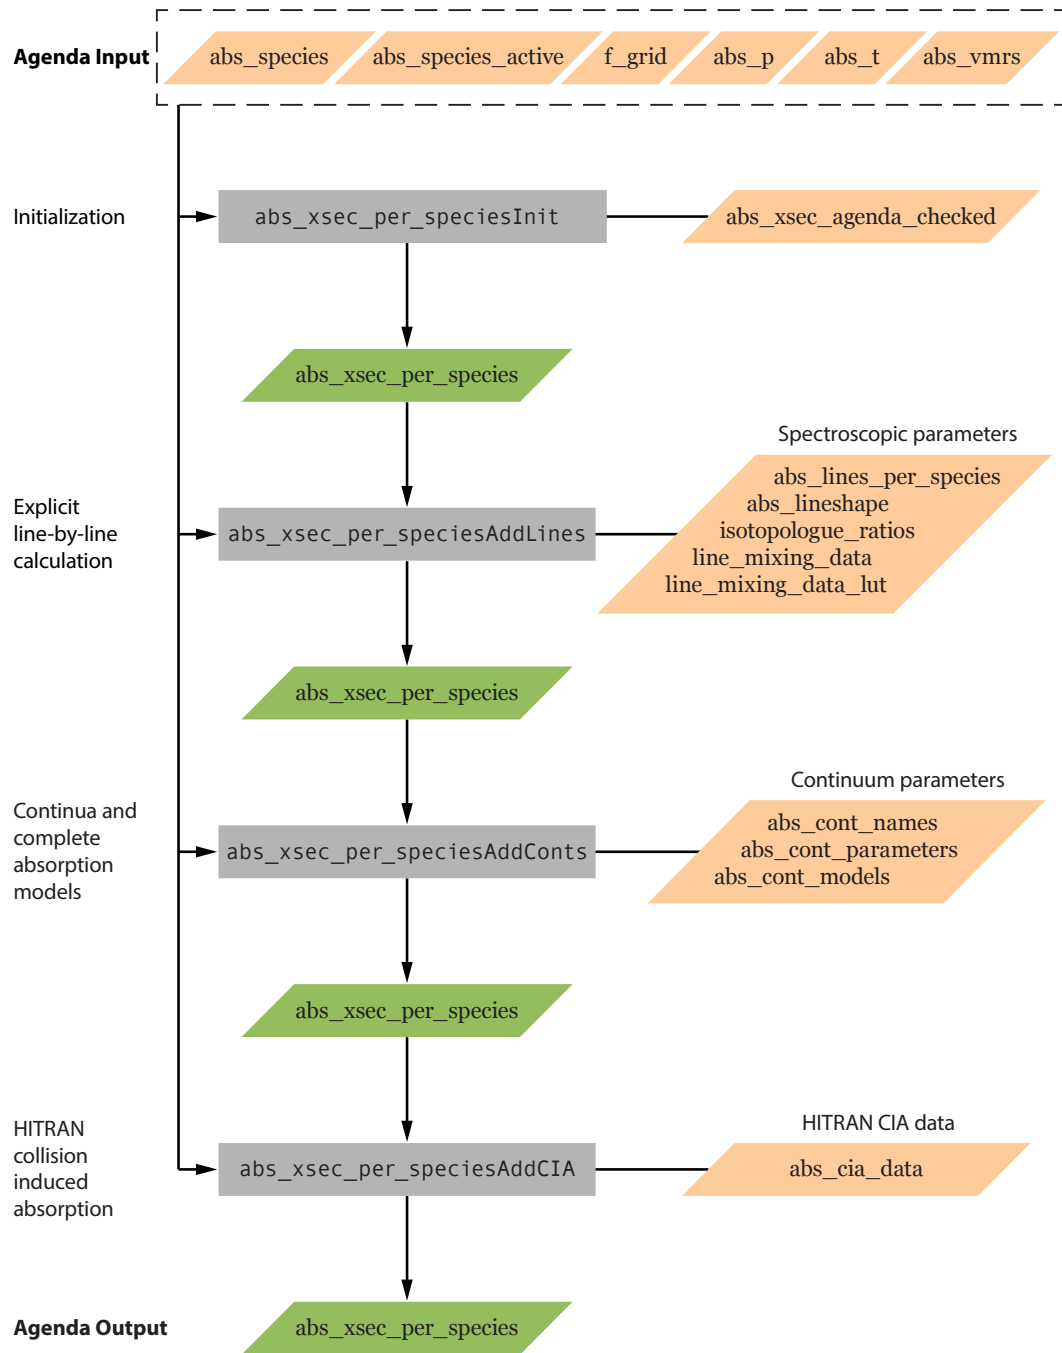 Agenda Input
abs_species
abs_species_active
f_grid
abs_p
abs_t
abs_vmrs
Initialization
abs_xsec_per_speciesInit
abs_xsec_agenda_checked
abs_xsec_per_species
Spectroscopic parameters
Explicit
line-by-line
calculation
abs_xsec_per_speciesAddLines
abs_lines_per_species
abs_lineshape
isotopologue_ratios
line_mixing_data
line_mixing_data_lut
abs_xsec_per_species
Continuum parameters
Continua and
complete
absorption
models
abs_xsec_per_speciesAddConts
abs_cont_names
abs_cont_parameters
abs_cont_models
abs_xsec_per_species
HITRAN CIA data
HITRAN
collision
induced
absorption
abs_xsec_per_speciesAddCIA
abs_cia_data
Agenda Output
abs_xsec_per_species